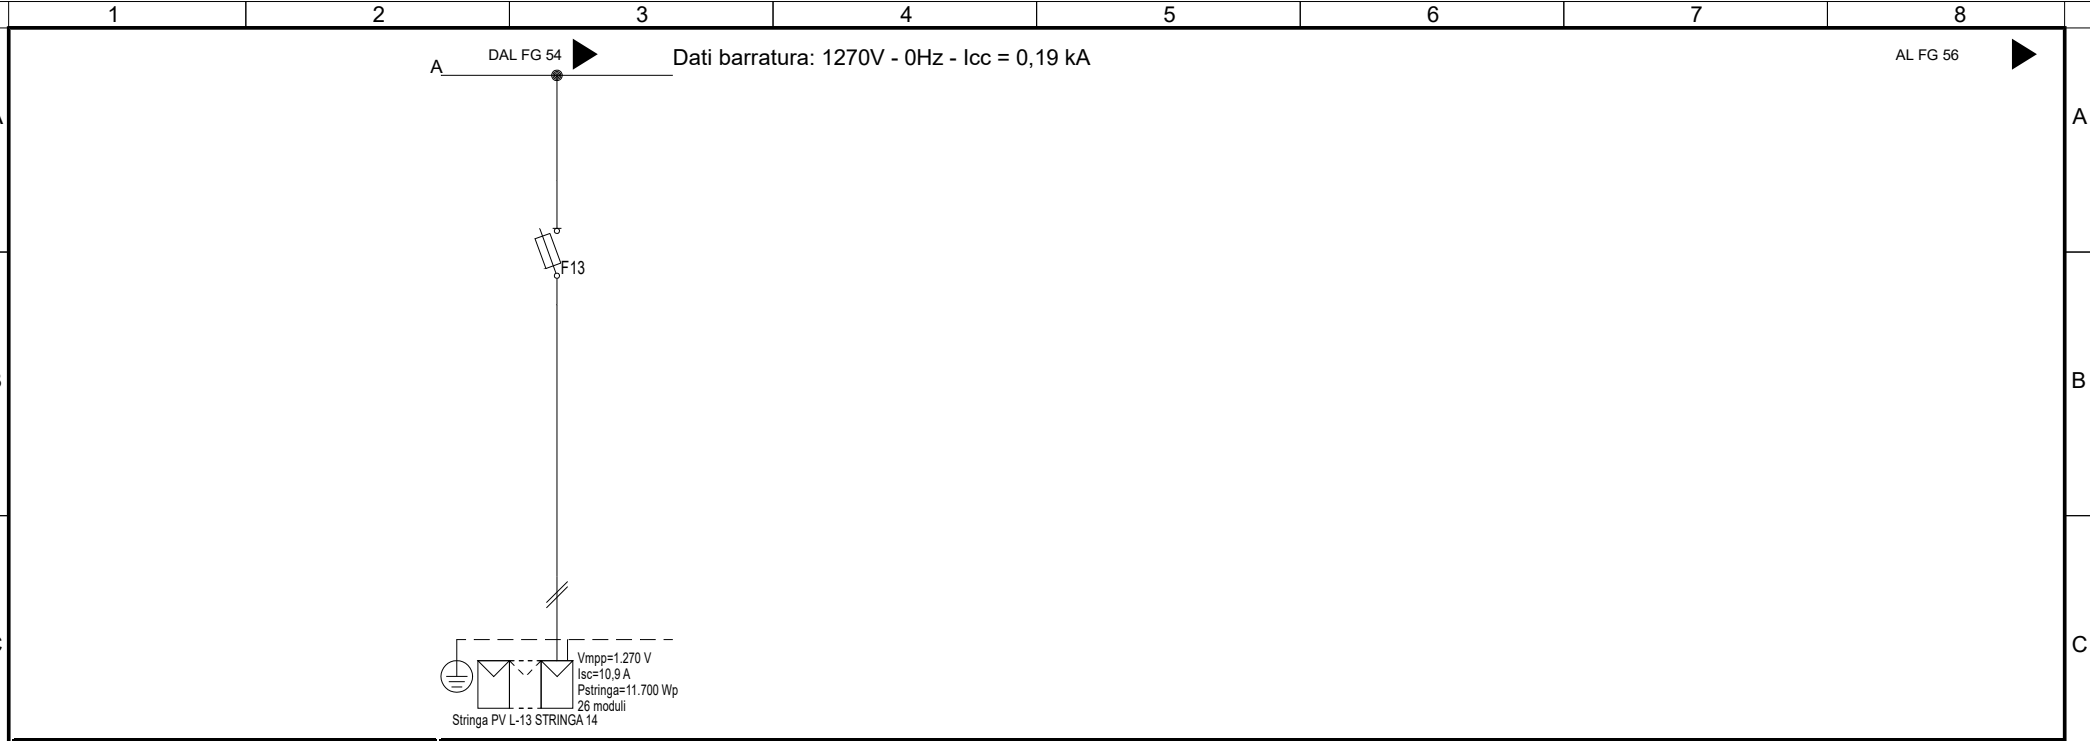 1 2 3 4 5 6 7 8
DAL FG 54
Dati barratura: 1270V - 0Hz - Icc = 0,19 kA
AL FG 56
A
A
F13
B
C
Vmpp=1.270 V
Isc=10,9 A
Pstringa=11.700 Wp
26 moduli
Stringa PV L-13 STRINGA 14